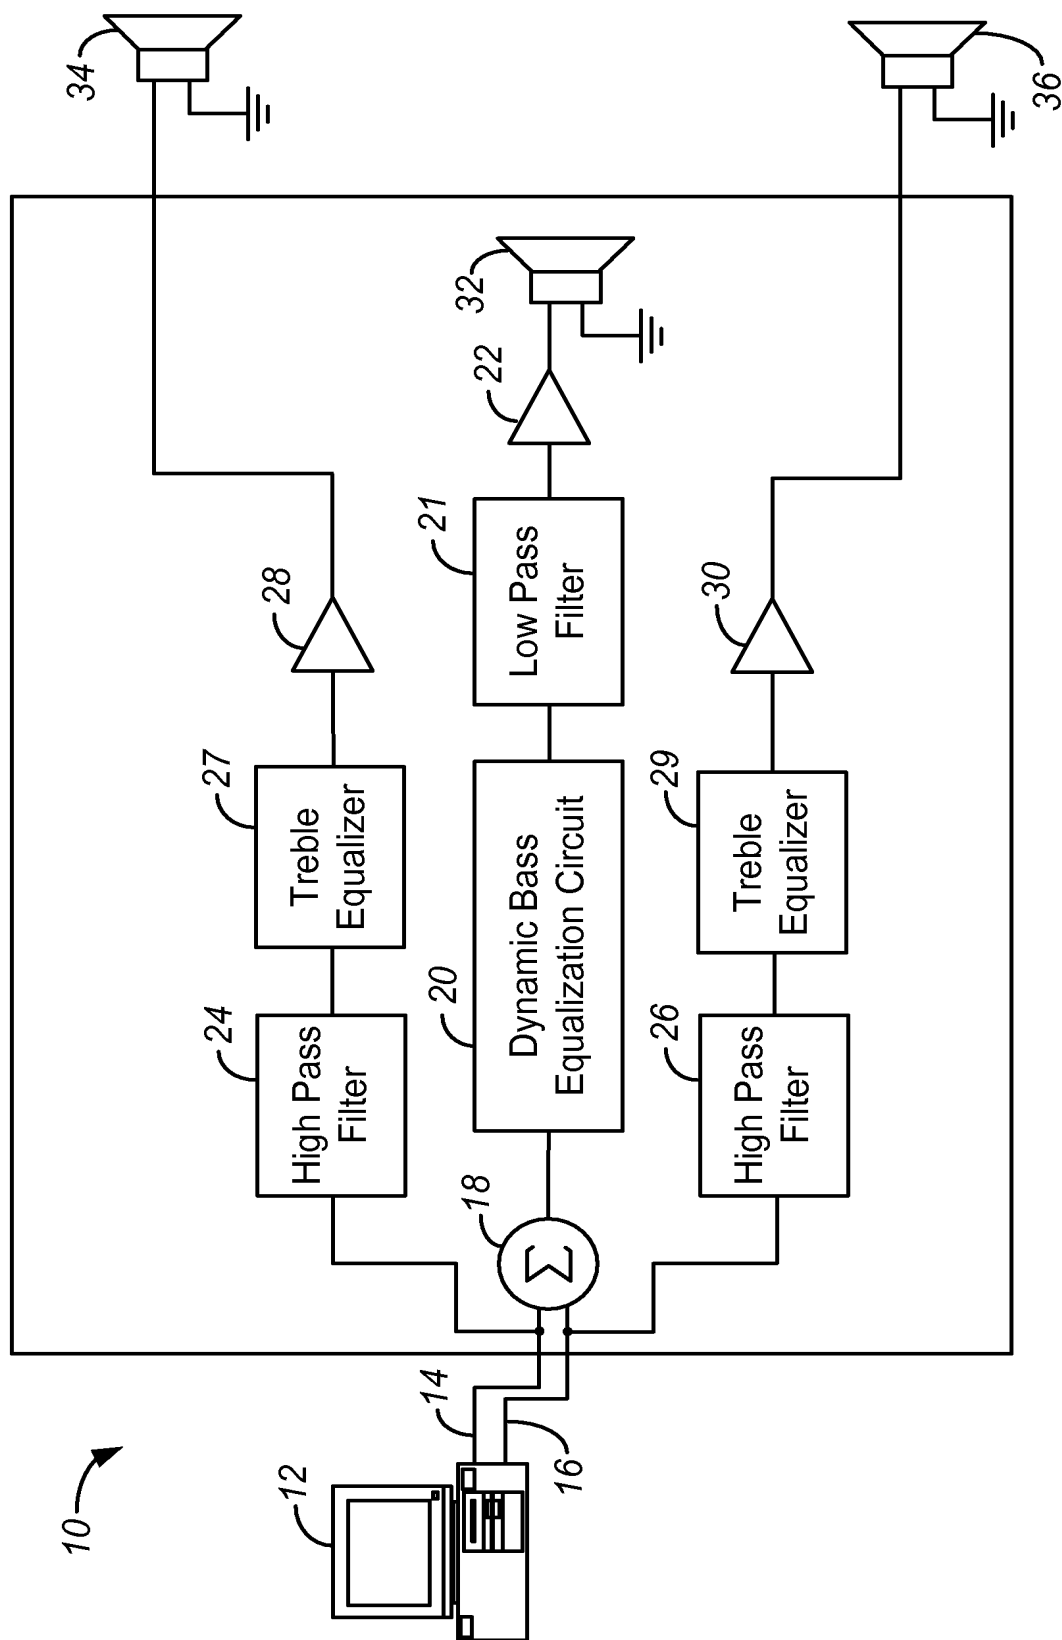 10
12
14
16
18
Σ
24
High Pass
Filter
27
Treble
Equalizer
28
34
20
Dynamic Bass
Equalization Circuit
21
Low Pass
Filter
22
32
26
High Pass
Filter
29
Treble
Equalizer
30
36